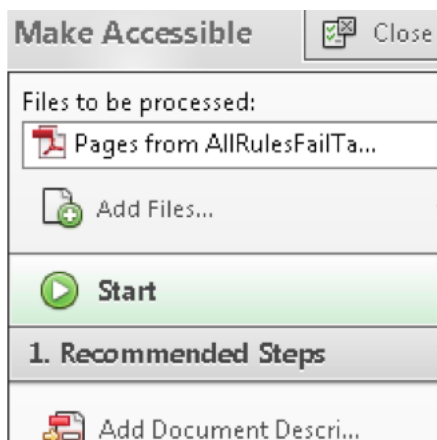 Make Accessible
Close
Files to be processed:
Pages from AllRulesFailTa...
Add Files...
Start
1. Recommended Steps
Add Document Descri...